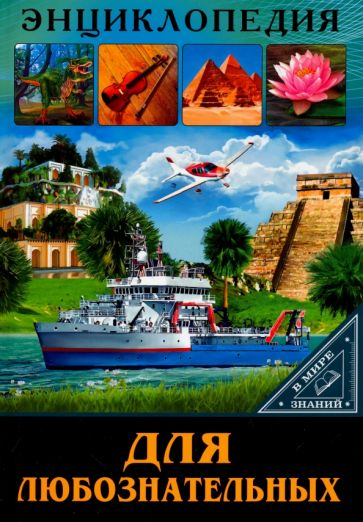 ЭНЦИКЛОПЕДИЯ
В МИРЕ
ЗНАНИЙ
ДЛЯ
ЛЮБОЗНАТЕЛЬНЫХ